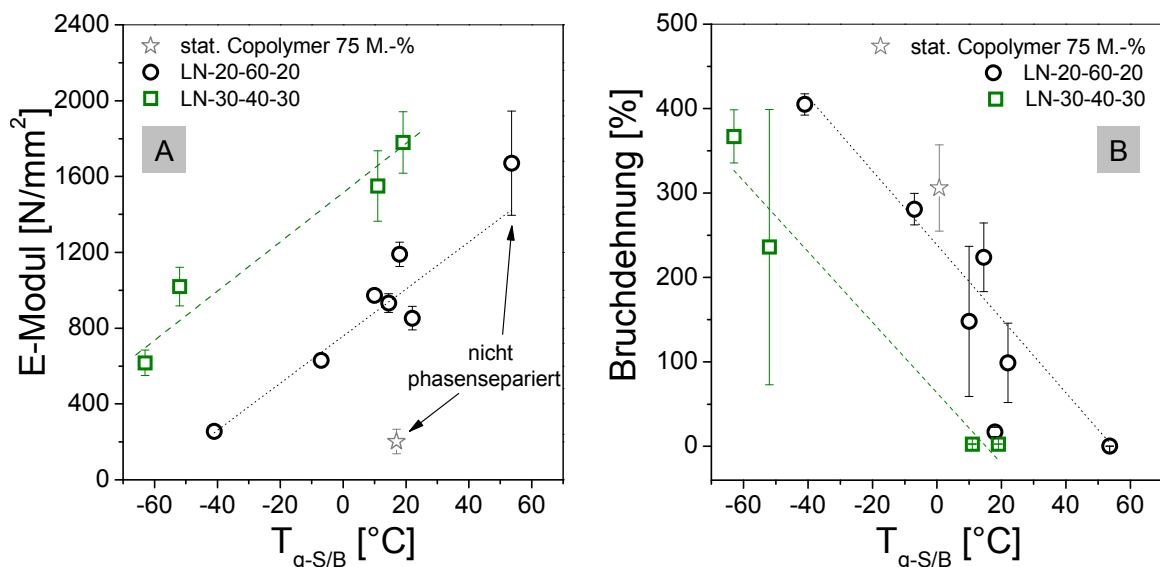 2400
2000
1600
1200
800
400
0
E-Modul [N/mm²]
stat. Copolymer 75 M.-%
LN-20-60-20
LN-30-40-30
A
nicht
phasensepariert
-60 -40 -20 0 20 40 60
T g-S/B [°C]
500
400
300
200
100
0
Bruchdehnung [%]
stat. Copolymer 75 M.-%
LN-20-60-20
LN-30-40-30
B
-60 -40 -20 0 20 40 60
T g-S/B [°C]